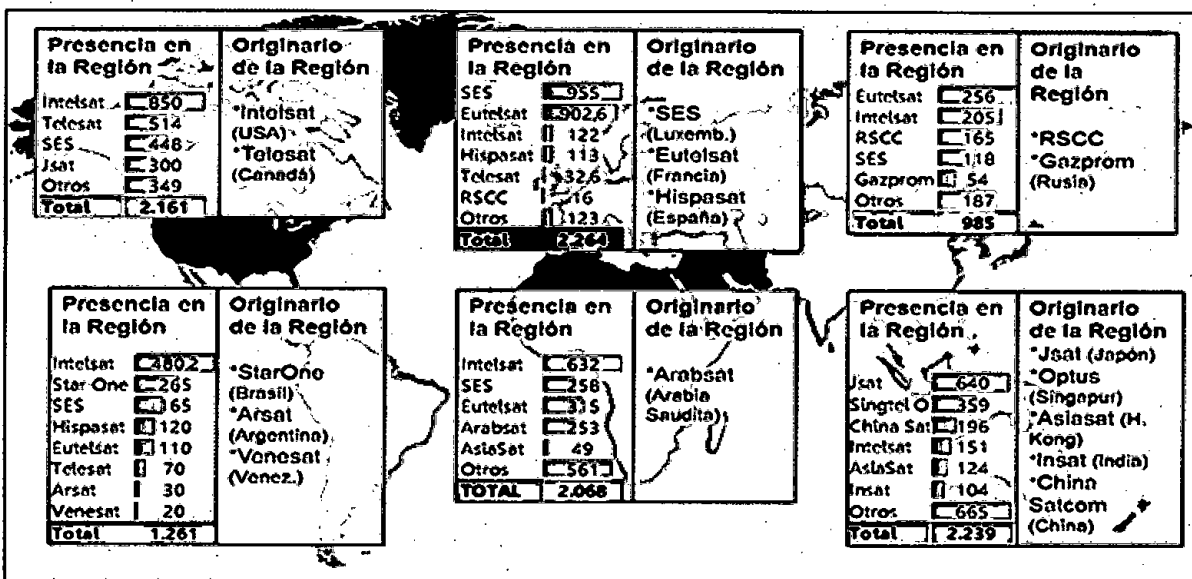 Presencia en
la Región
Intelsat 850
Telesat 514
SES 448
Jsat 300
Otros 349
Total 2.161
Originario
de la Región
*Intelsat
(USA)
*Telesat
(Canadá)
Presencia en
la Región
SES 955
Eutelsat 902,6
Intelsat 122
Hispasat 113
Telesat 32,6
RSCC 16
Otros 123
Total 2.264
Originario
de la Región
*SES
(Luxemb.)
*Eutelsat
(Francia)
*Hispasat
(España)
Presencia en
la Región
Eutelsat 256
Intelsat 205
RSCC 165
SES 118
Gazprom 54
Otros 187
Total 985
Originario
de la
Región
*RSCC
*Gazprom
(Rusia)
Presencia en
la Región
Intelsat 480,2
Star One 265
SES 165
Hispasat 120
Eutelsat 110
Telesat 70
Arsat 30
Venesat 20
Total 1.261
Originario
de la Región
*StarOne
(Brasil)
*Arsat
(Argentina)
*Venesat
(Venez.)
Presencia en
la Región
Intelsat 632
SES 258
Eutelsat 315
Arabsat 253
AsiaSat 49
Otros 561
TOTAL 2.068
Originario
de la Región
*Arabsat
(Arabia
Saudita)
Presencia en
la Región
Jsat 640
Singtel O 359
China Sat 196
Intelsat 151
AsiaSat 124
Insat 104
Otros 665
Total 2.239
Originario
de la Región
*Jsat (Japón)
*Optus
(Singapur)
*Asiasat (H.
Kong)
*Insat (India)
*China
Satcom
(China)